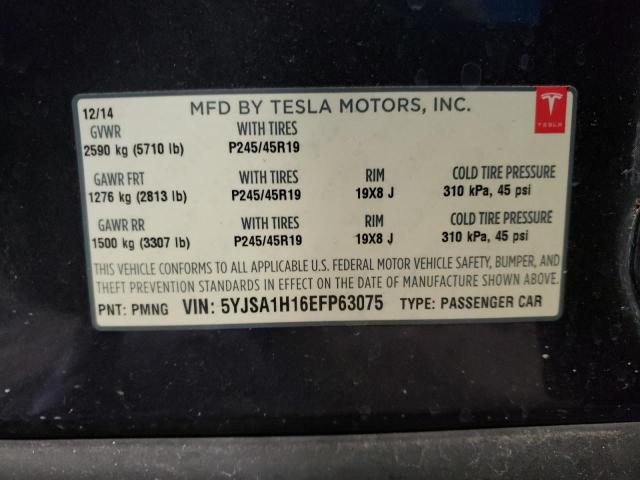 12/14 MFD BY TESLA MOTORS, INC.
TESLA
GVWR WITH TIRES
2590 kg (5710 lb) P245/45R19
GAWR FRT WITH TIRES RIM COLD TIRE PRESSURE
1276 kg (2813 lb) P245/45R19 19X8 J 310 kPa, 45 psi
GAWR RR WITH TIRES RIM COLD TIRE PRESSURE
1500 kg (3307 lb) P245/45R19 19X8 J 310 kPa, 45 psi
THIS VEHICLE CONFORMS TO ALL APPLICABLE U.S. FEDERAL MOTOR VEHICLE SAFETY, BUMPER, AND
THEFT PREVENTION STANDARDS IN EFFECT ON THE DATE OF MANUFACTURE SHOWN ABOVE.
PNT: PMNG VIN: 5YJSA1H16EFP63075 TYPE: PASSENGER CAR